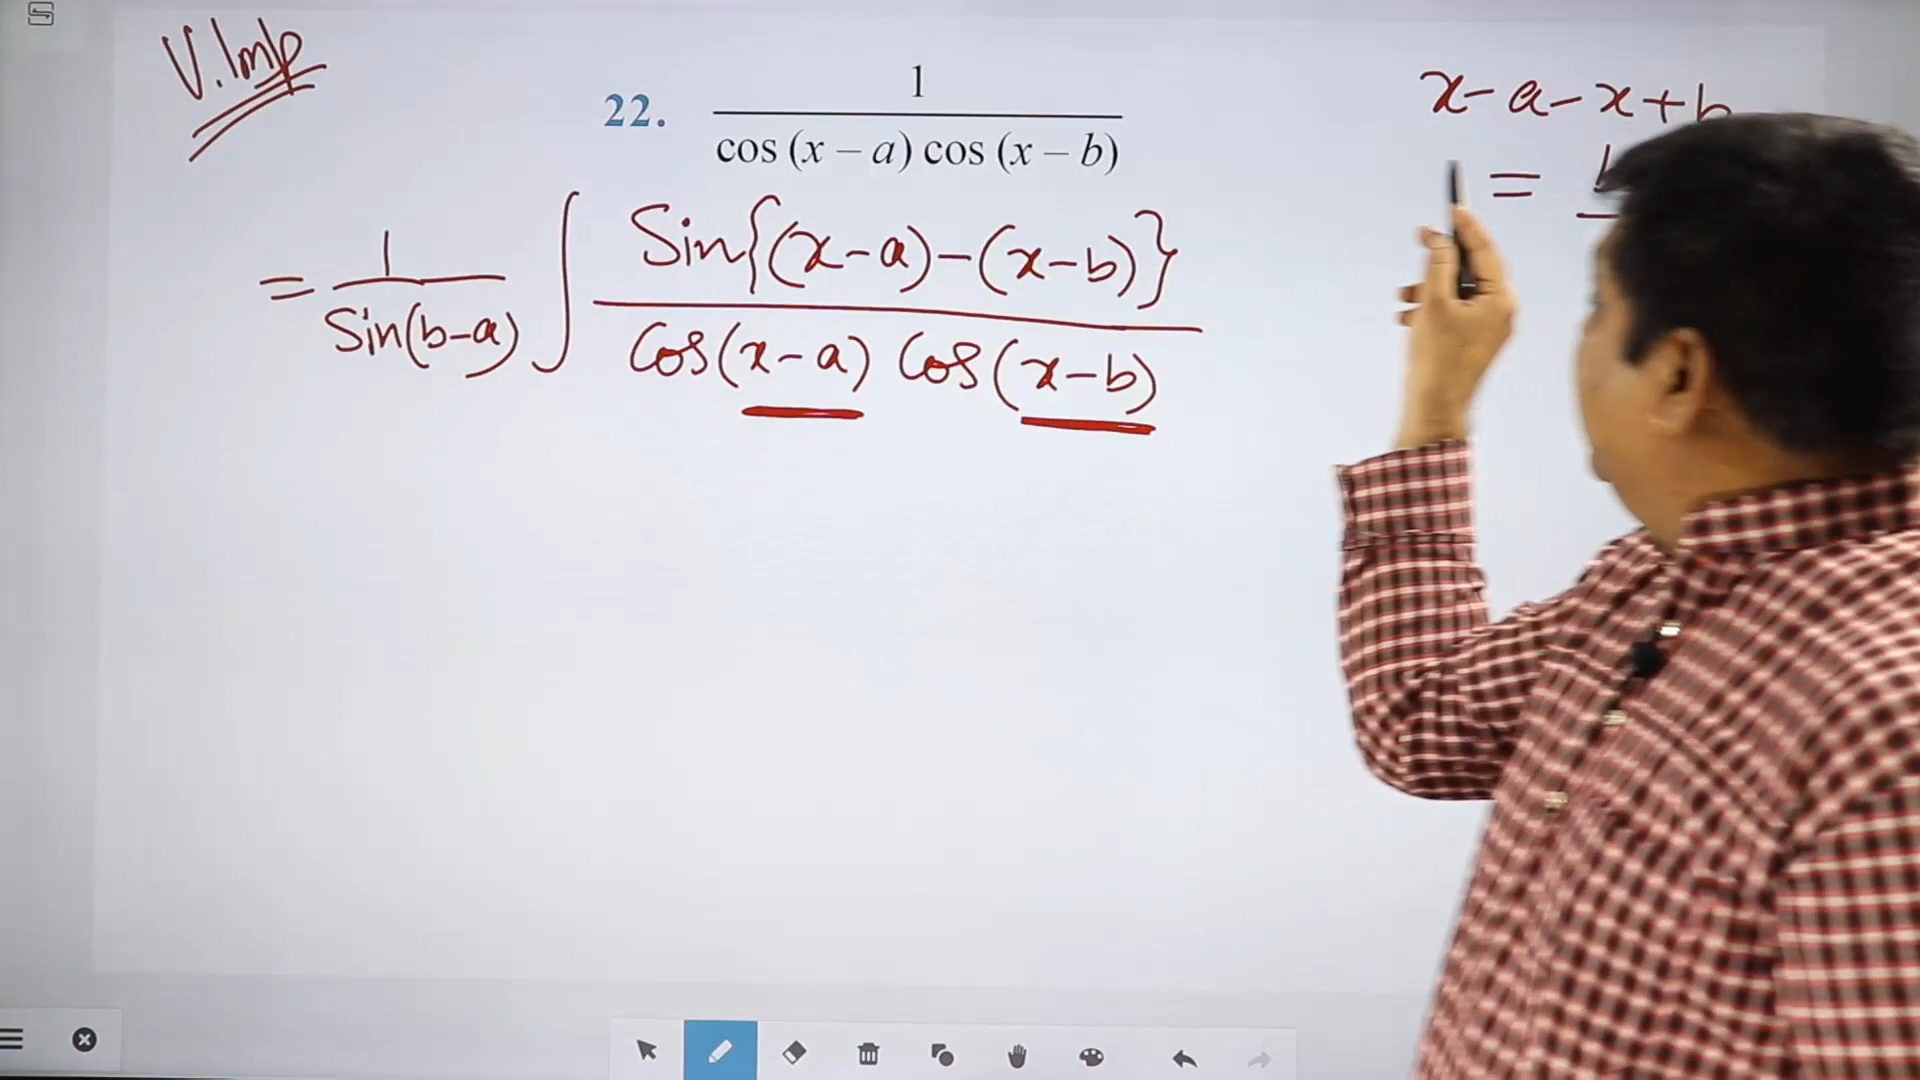 V. Imp
22. 1 / cos (x – a) cos (x – b)
x - a - x + b
=
= 1 / Sin(b-a) ∫ Sin{(x-a)-(x-b)} / Cos(x-a) Cos(x-b)